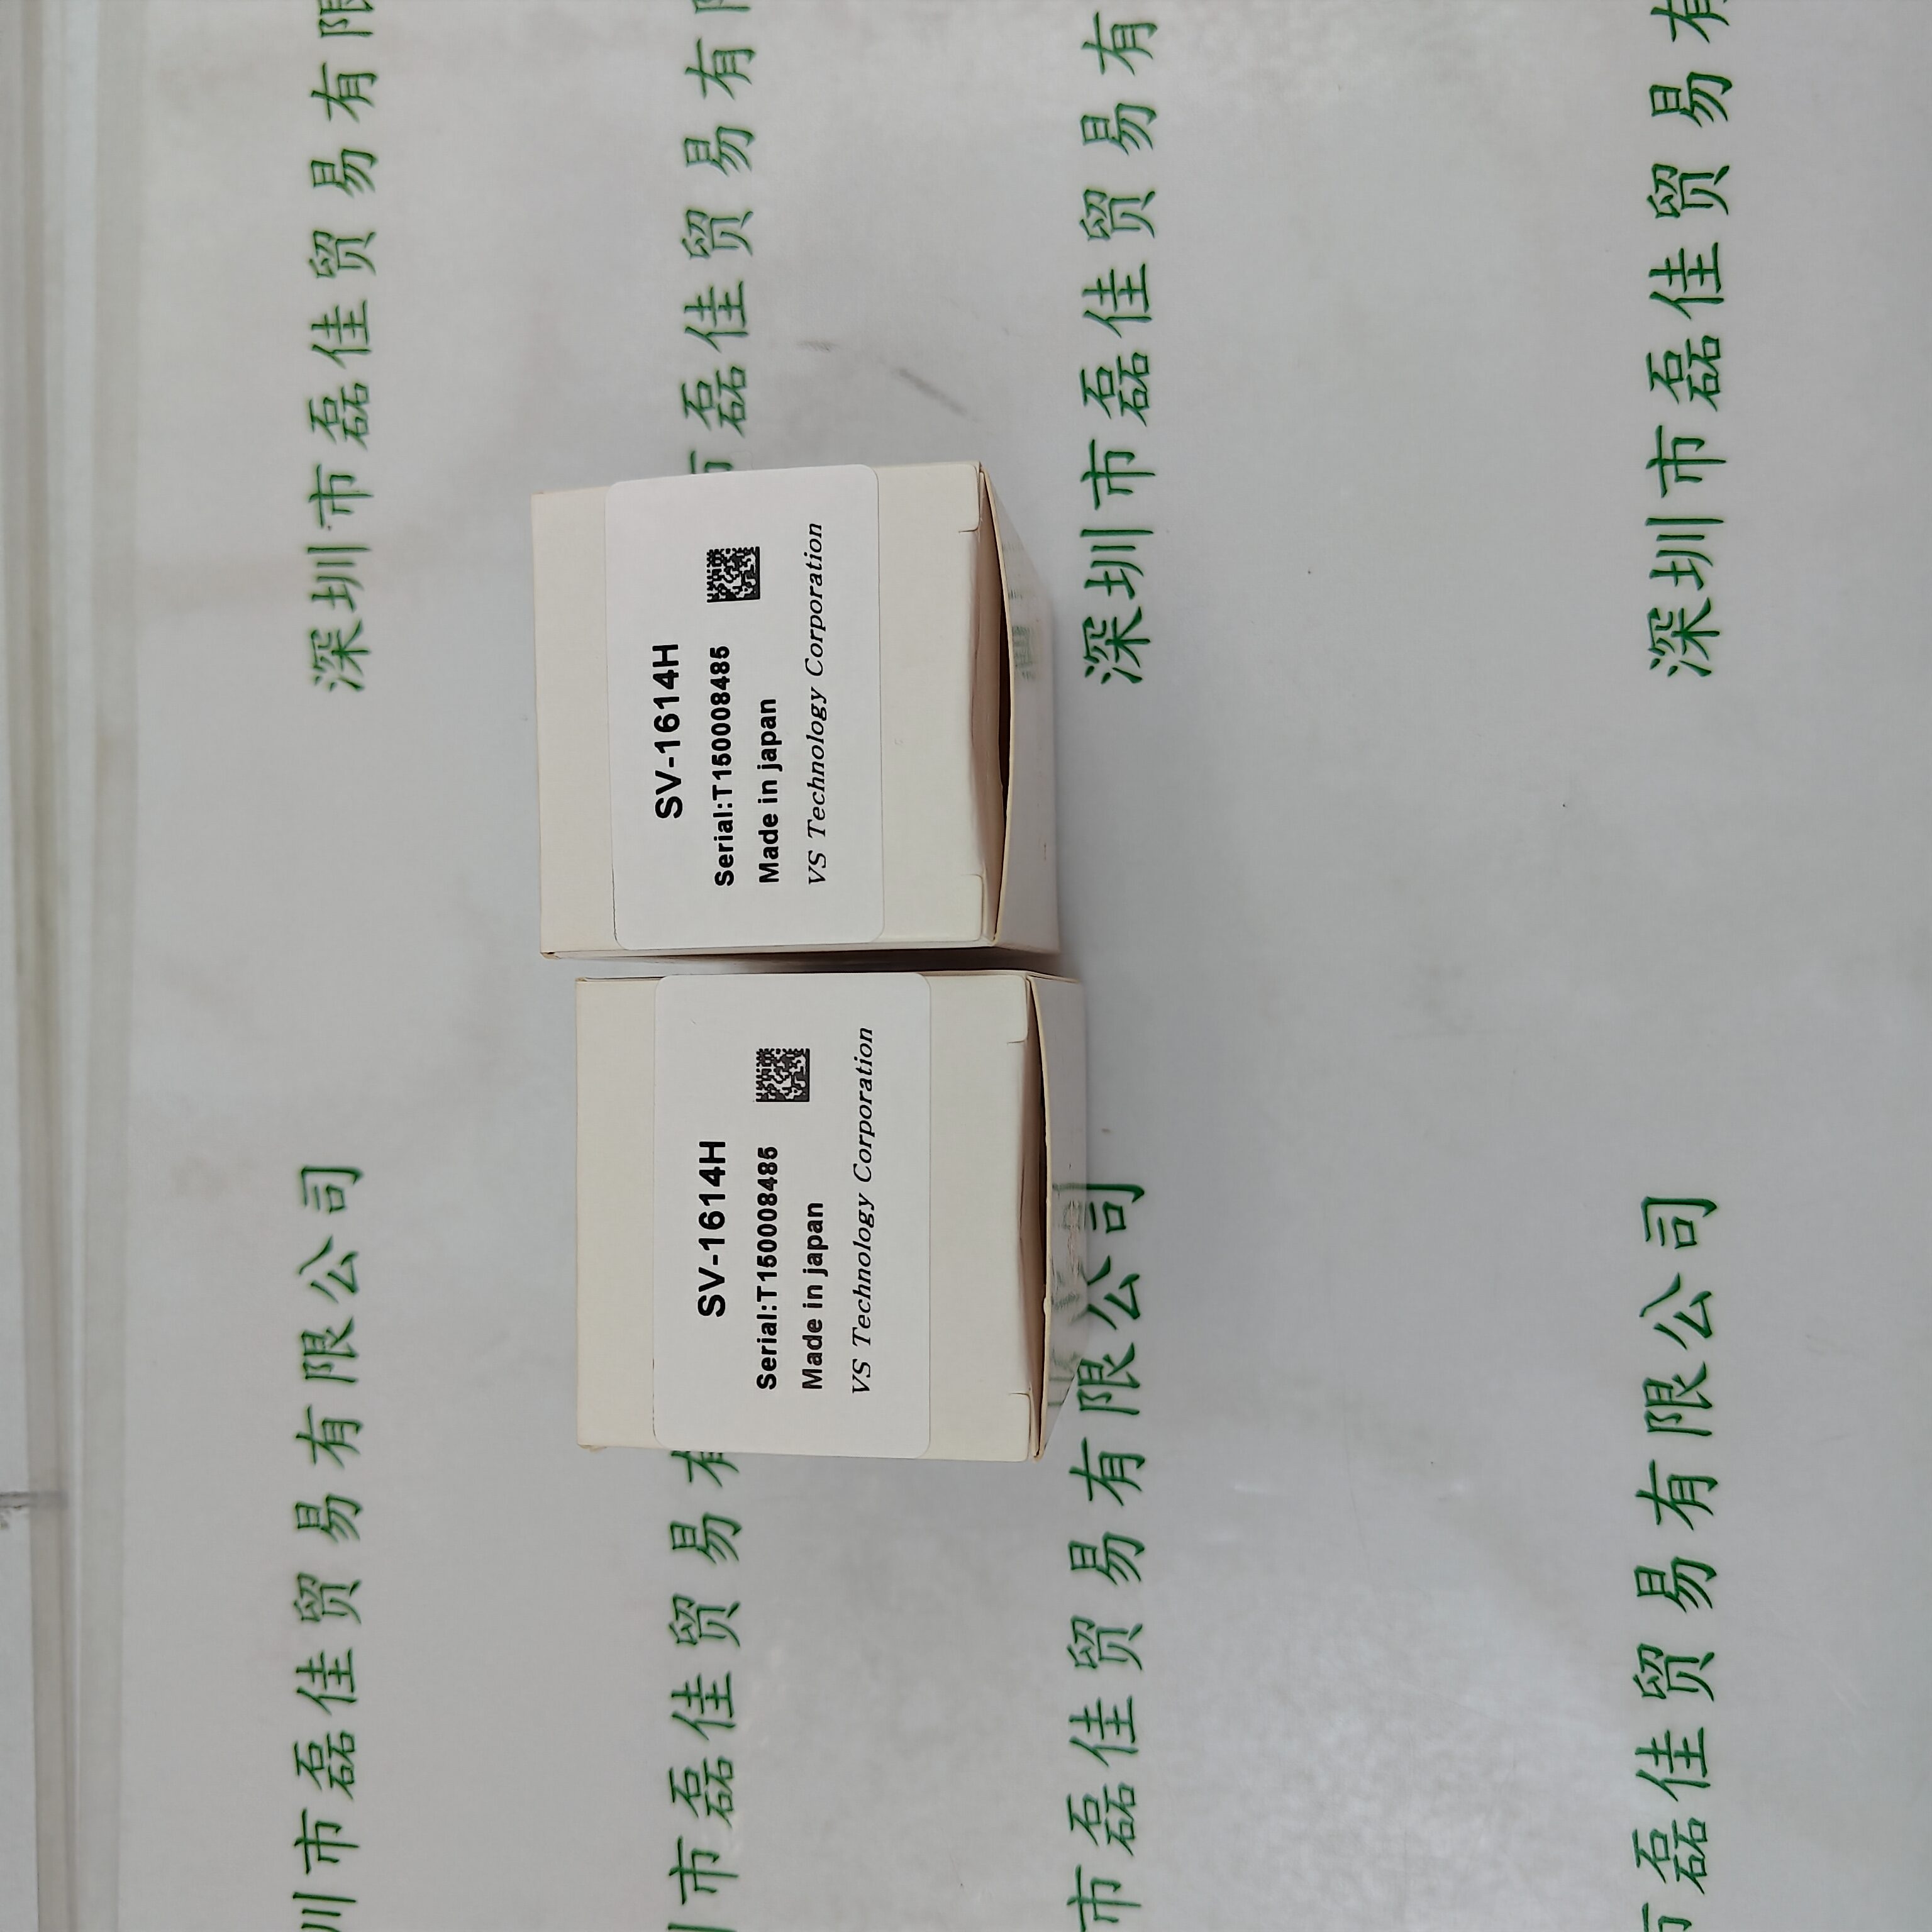 深圳市磊佳贸易有限
圳市磊佳贸易有限公司
市磊佳贸易有限
圳市磊佳贸易有
SV-1614H
Serial:T150008485
Made in japan
VS Technology Corporation
SV-1614H
Serial:T150008485
Made in japan
VS Technology Corporation
深圳市磊佳贸易有
市磊佳贸易有限公司
深圳市磊佳贸易有
市磊佳贸易有限公司